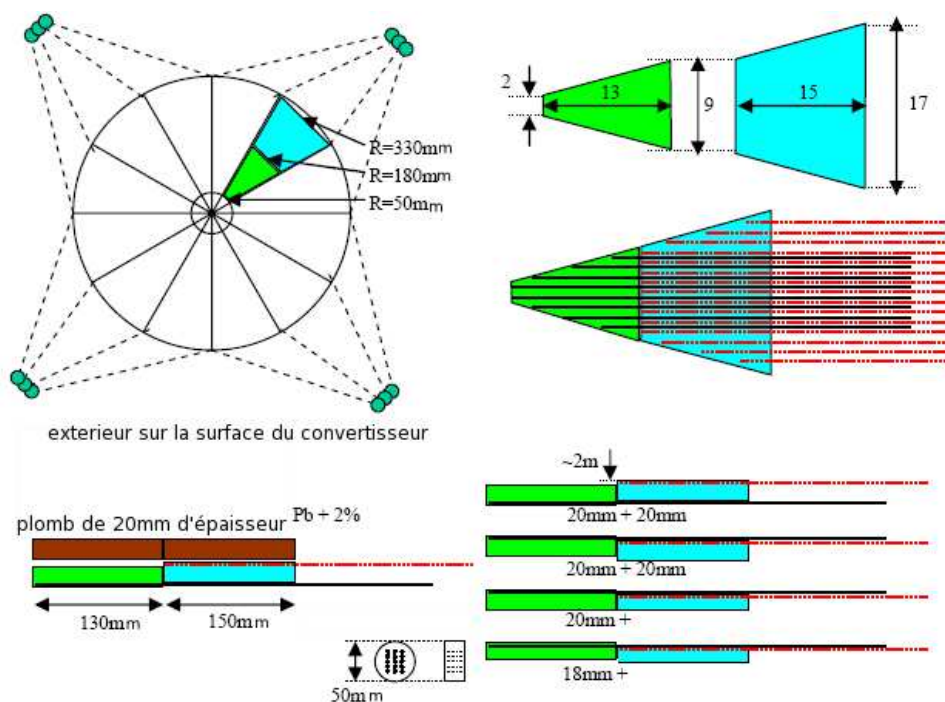 R=330mm
R=180mm
R=50mm
2
13
9
15
17
exterieur sur la surface du convertisseur
plomb de 20mm d'épaisseur
Pb + 2%
130mm
150mm
50mm
~2m
20mm + 20mm
20mm + 20mm
20mm +
18mm +